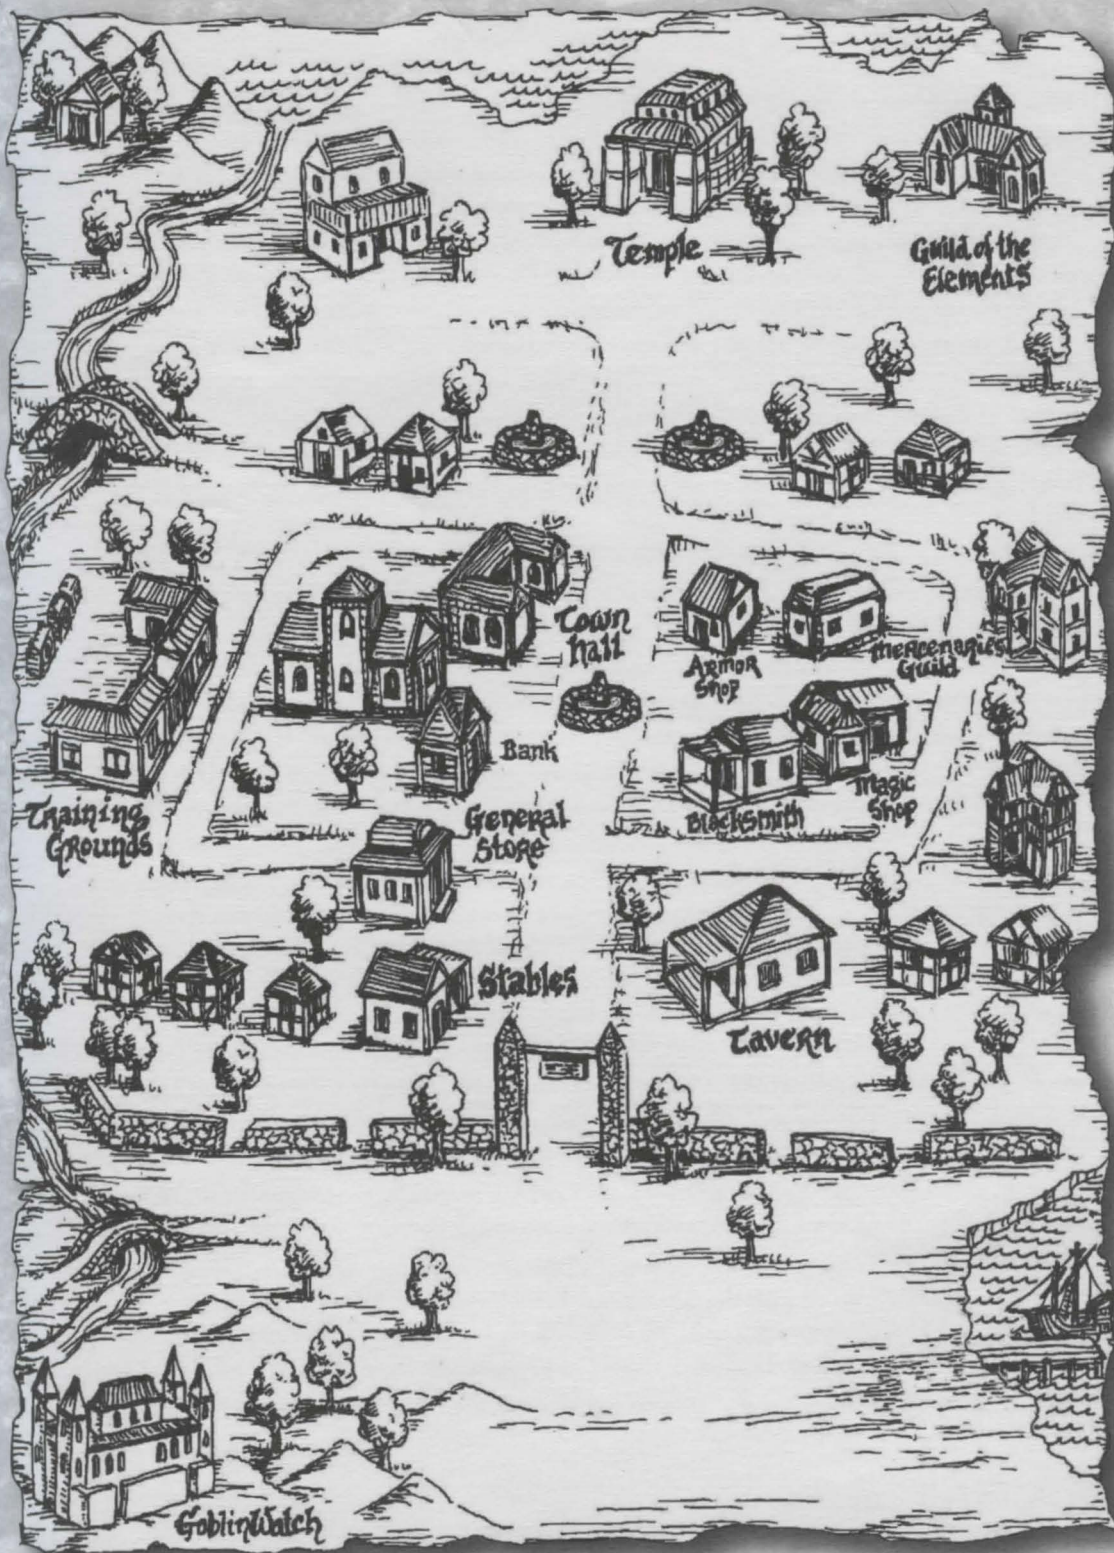 Temple
Guild of the
Elements
Town
Hall
Armor
Shop
Mercenaries
Guild
Bank
Magic
Shop
Blacksmith
General
Store
Training
Grounds
Stables
Tavern
GoblinWatch